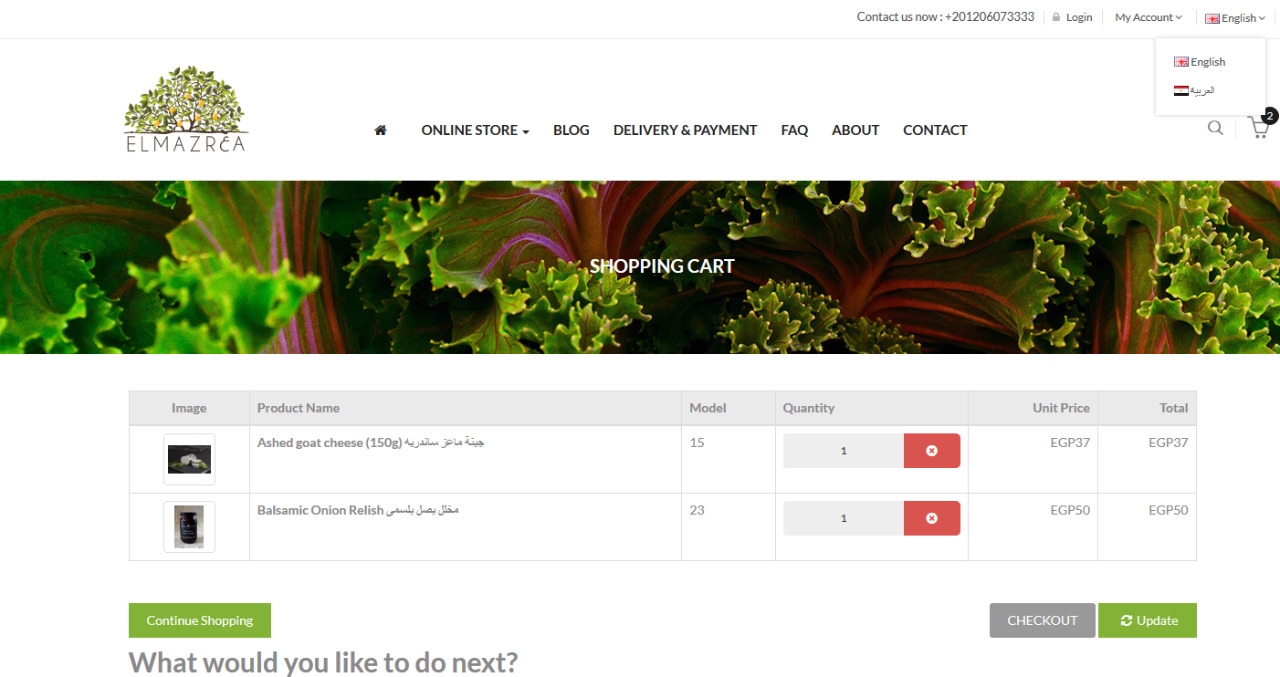 Contact us now : +201206073333 Login My Account English
English
العربية
2
ELMAZRĒA
ONLINE STORE BLOG DELIVERY & PAYMENT FAQ ABOUT CONTACT
SHOPPING CART
Image Product Name Model Quantity Unit Price Total
Ashed goat cheese (150g) جبنة ماعز ساندريه 15 1 EGP37 EGP37
Balsamic Onion Relish مخلل بصل بلسمى 23 1 EGP50 EGP50
Continue Shopping CHECKOUT Update
What would you like to do next?